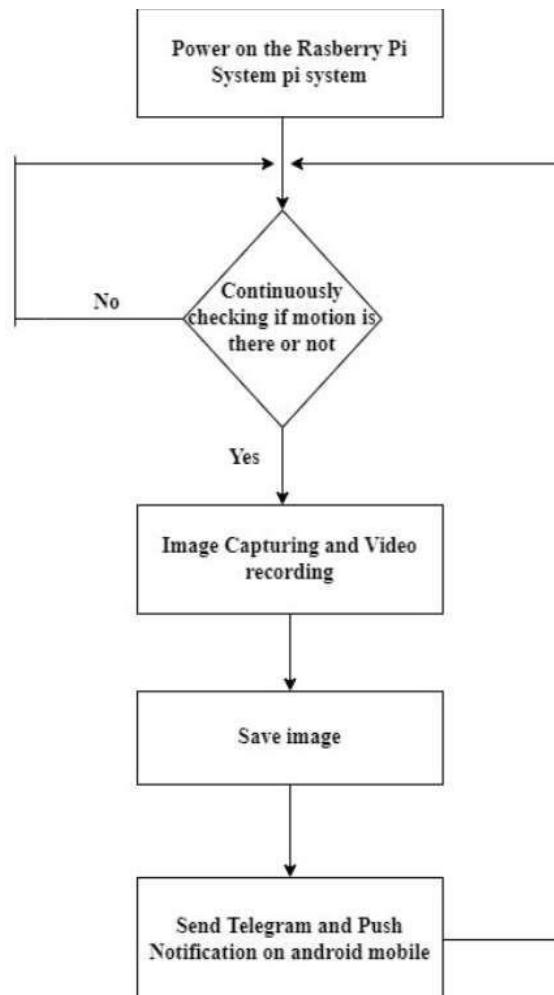 Power on the Rasberry Pi
System pi system
Continuously
checking if motion is
there or not
No
Yes
Image Capturing and Video
recording
Save image
Send Telegram and Push
Notification on android mobile